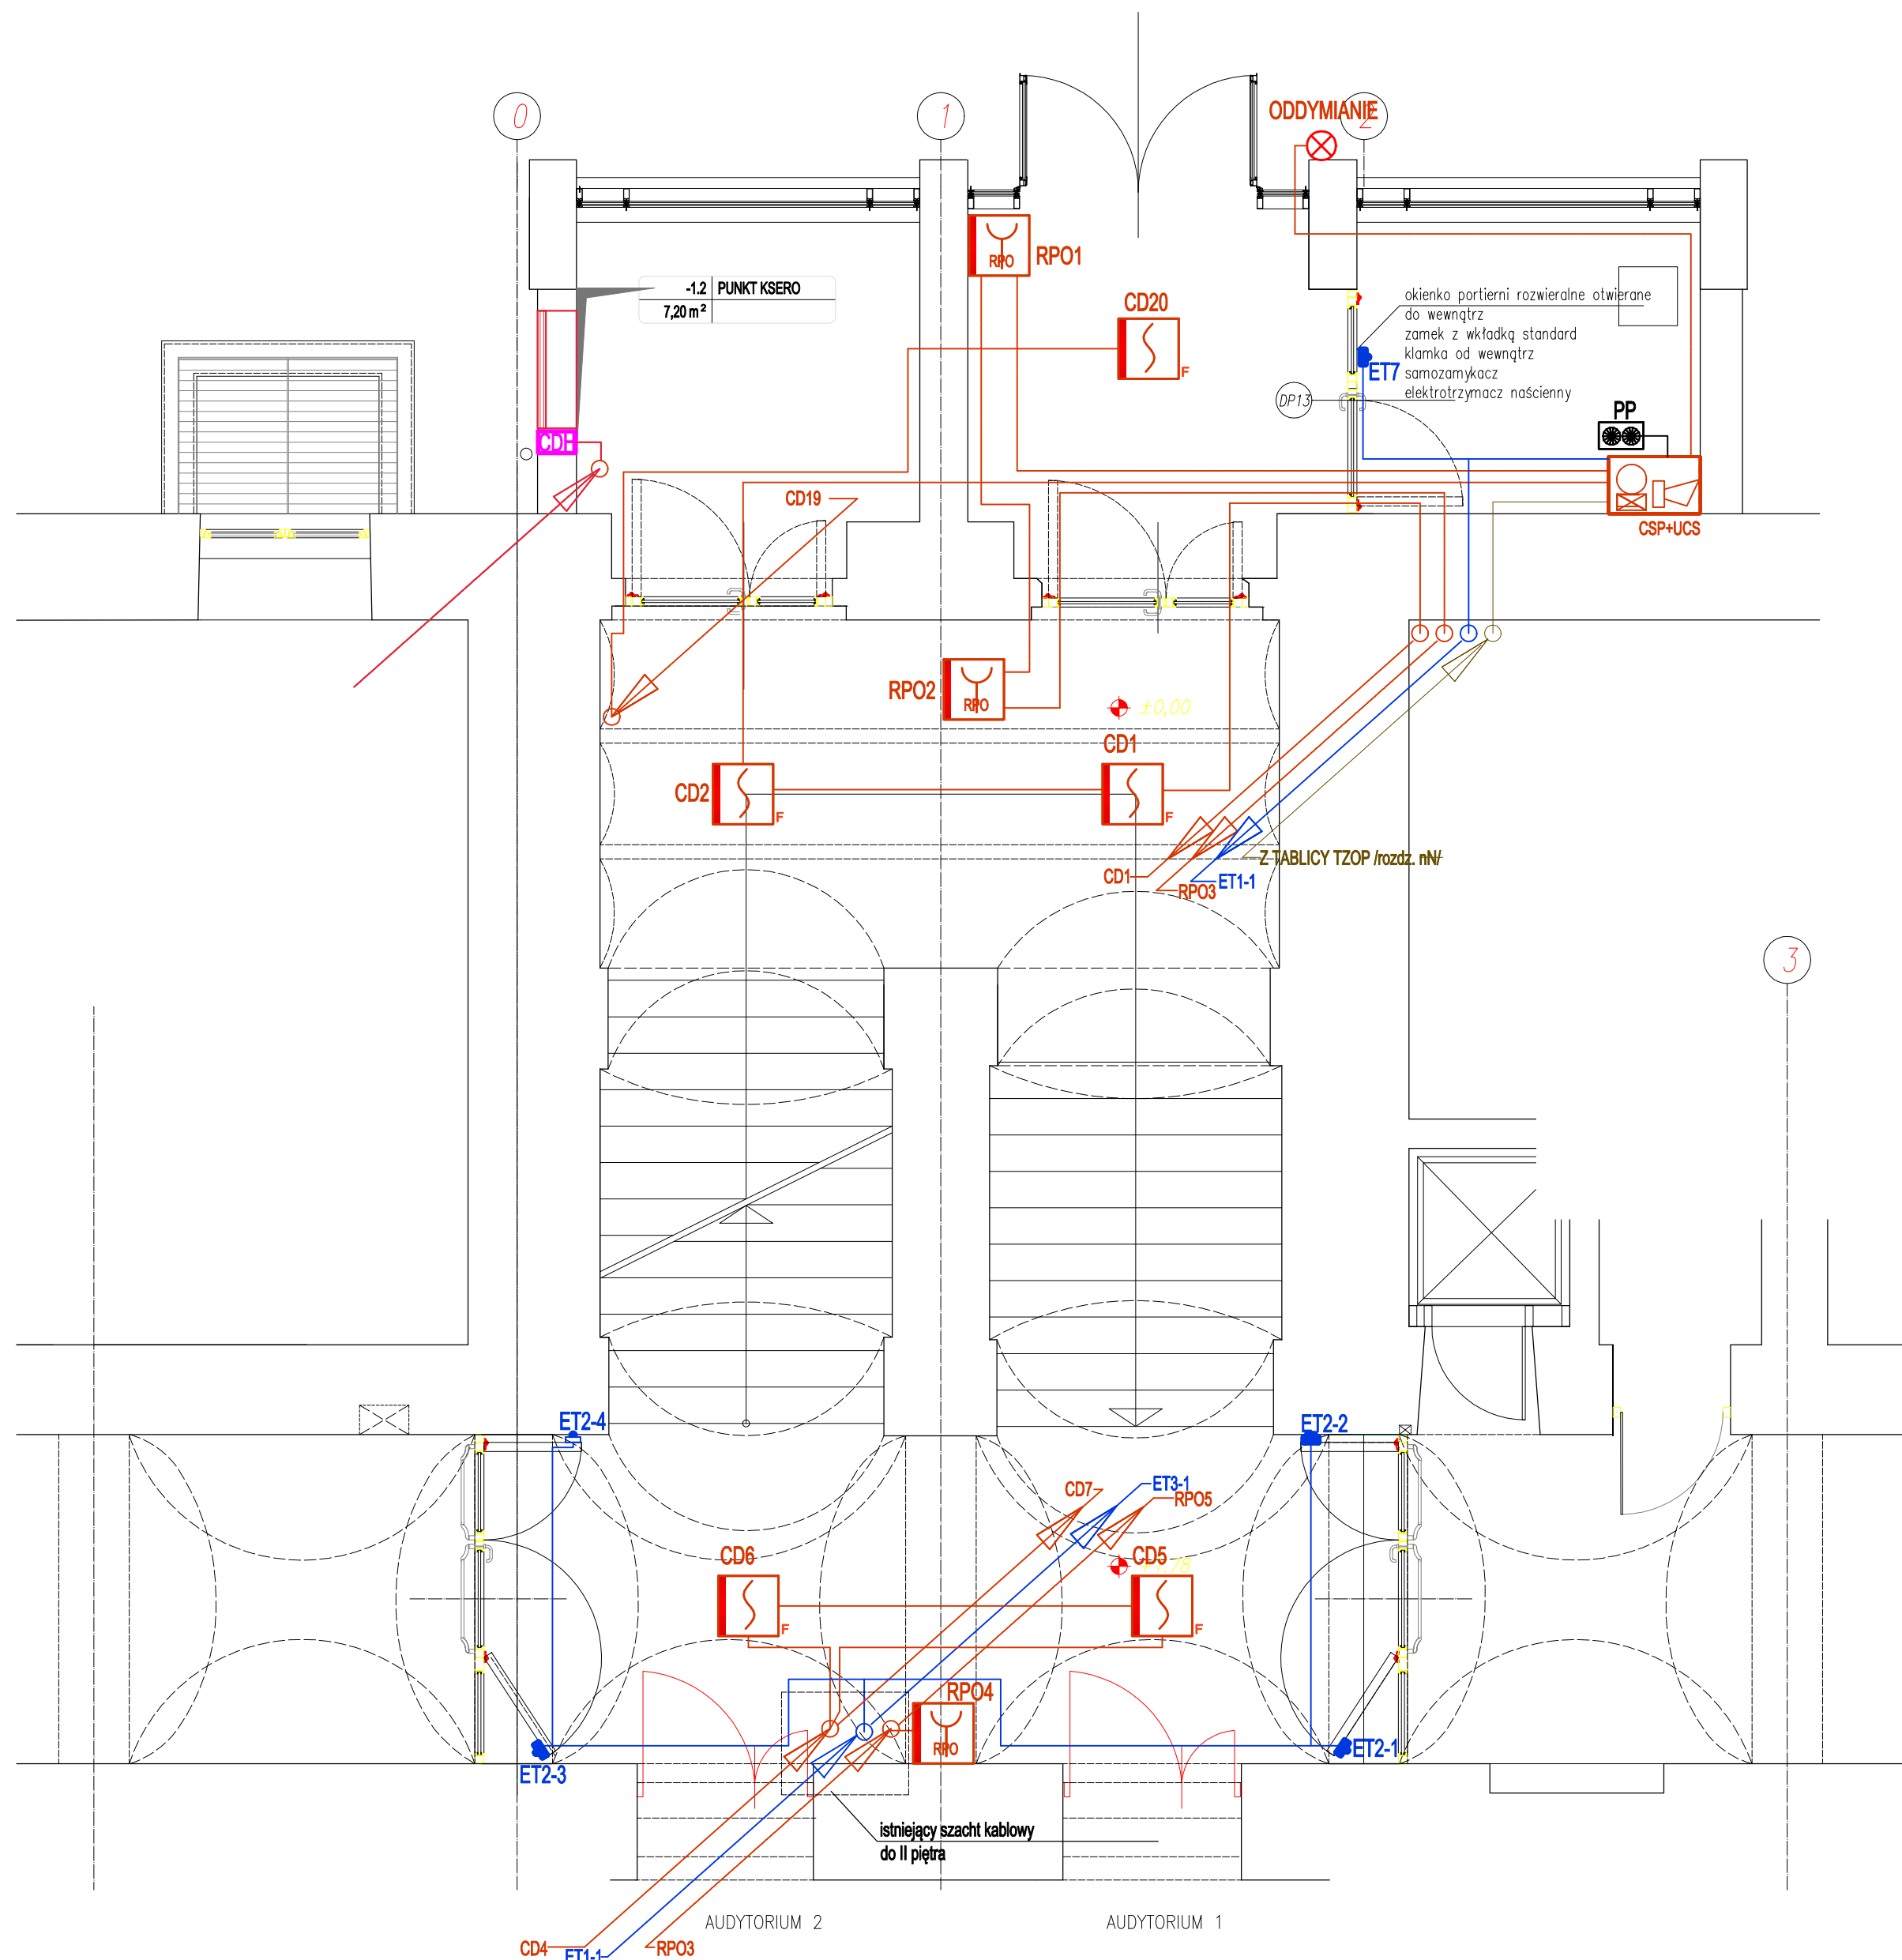 ODDYMIANIE
0
1
2
RPO
RPO1
-1.2 PUNKT KSERO
7,20 m²
CD20
F
okienko portierni rozwieralne otwierane
do wewnątrz
zamek z wkładką standard
klamka od wewnątrz
samozamykacz
elektrotrzymacz naścienny
ET7
DP13
PP
CDH
CD19
CSP+UCS
RPO2
RPO
±0,00
CD1
CD2
F
F
Z TABLICY TZOP /rozdz. nN/
CD1
ET1-1
RPO3
3
ET2-4
ET2-2
CD7
ET3-1
RPO5
CD6
CD5
F
F
RPO4
RPO
ET2-3
ET2-1
istniejący szacht kablowy
do II piętra
AUDYTORIUM 2
AUDYTORIUM 1
CD4
ET1-1
RPO3